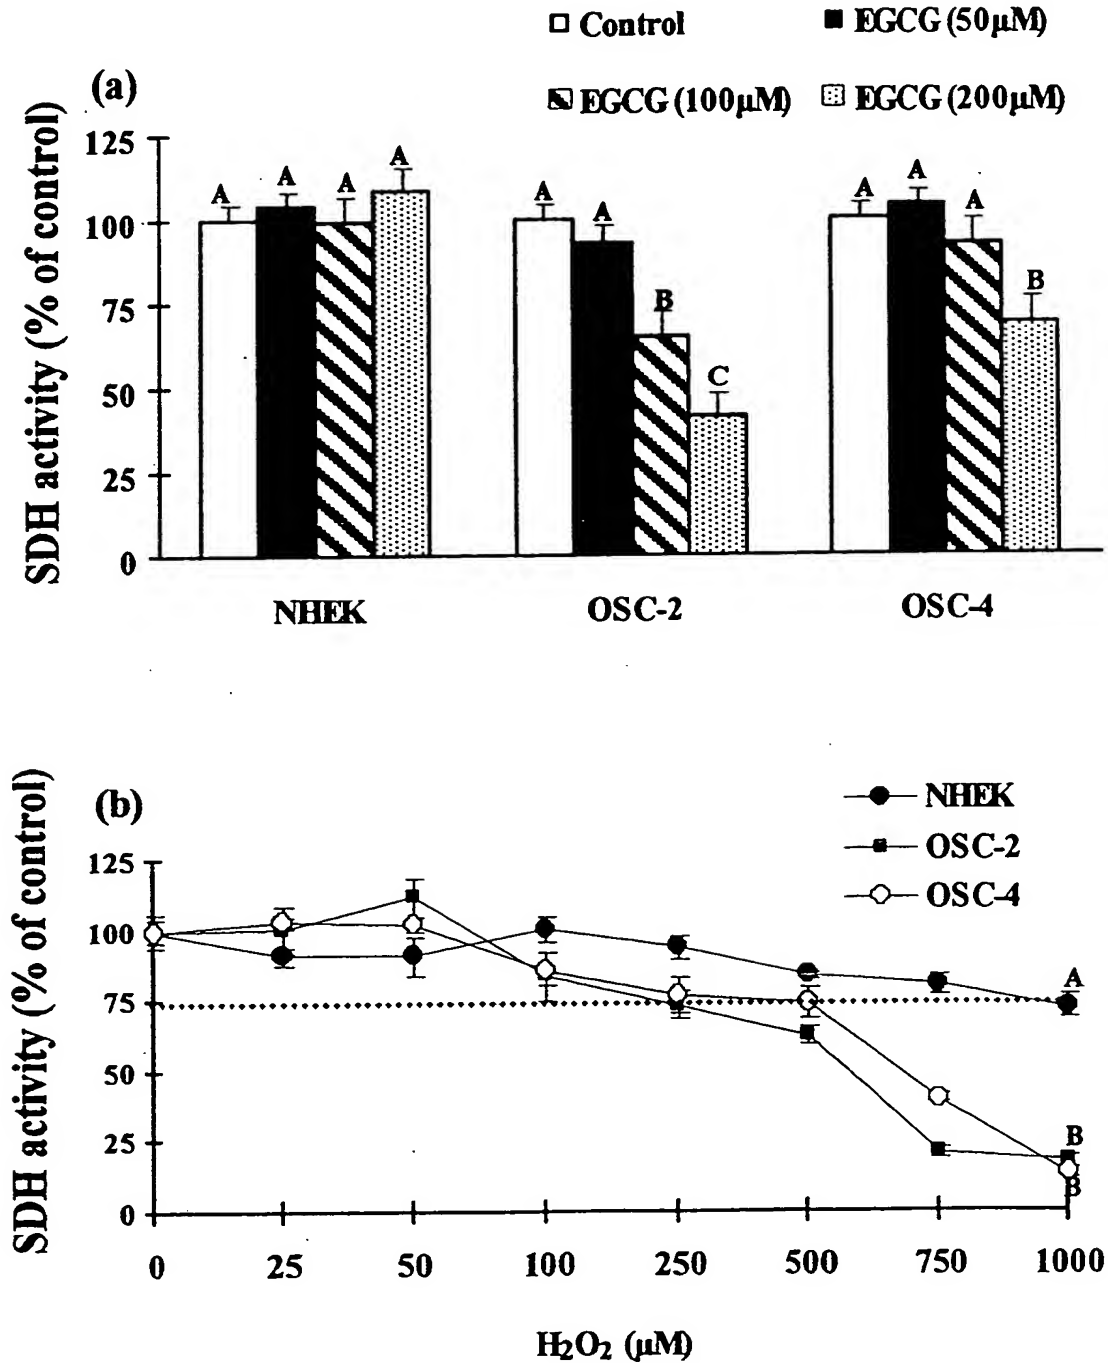 □ Control ■ EGCG (50μM)
(a)
EGCG (100μM) EGCG (200μM)
SDH activity (% of control)
125
100
75
50
25
0
A A A A
A A B C
A A A B
NHEK OSC-2 OSC-4
(b)
NHEK
OSC-2
OSC-4
SDH activity (% of control)
125
100
75
50
25
0
A
B
B
0 25 50 100 250 500 750 1000
H₂O₂ (μM)